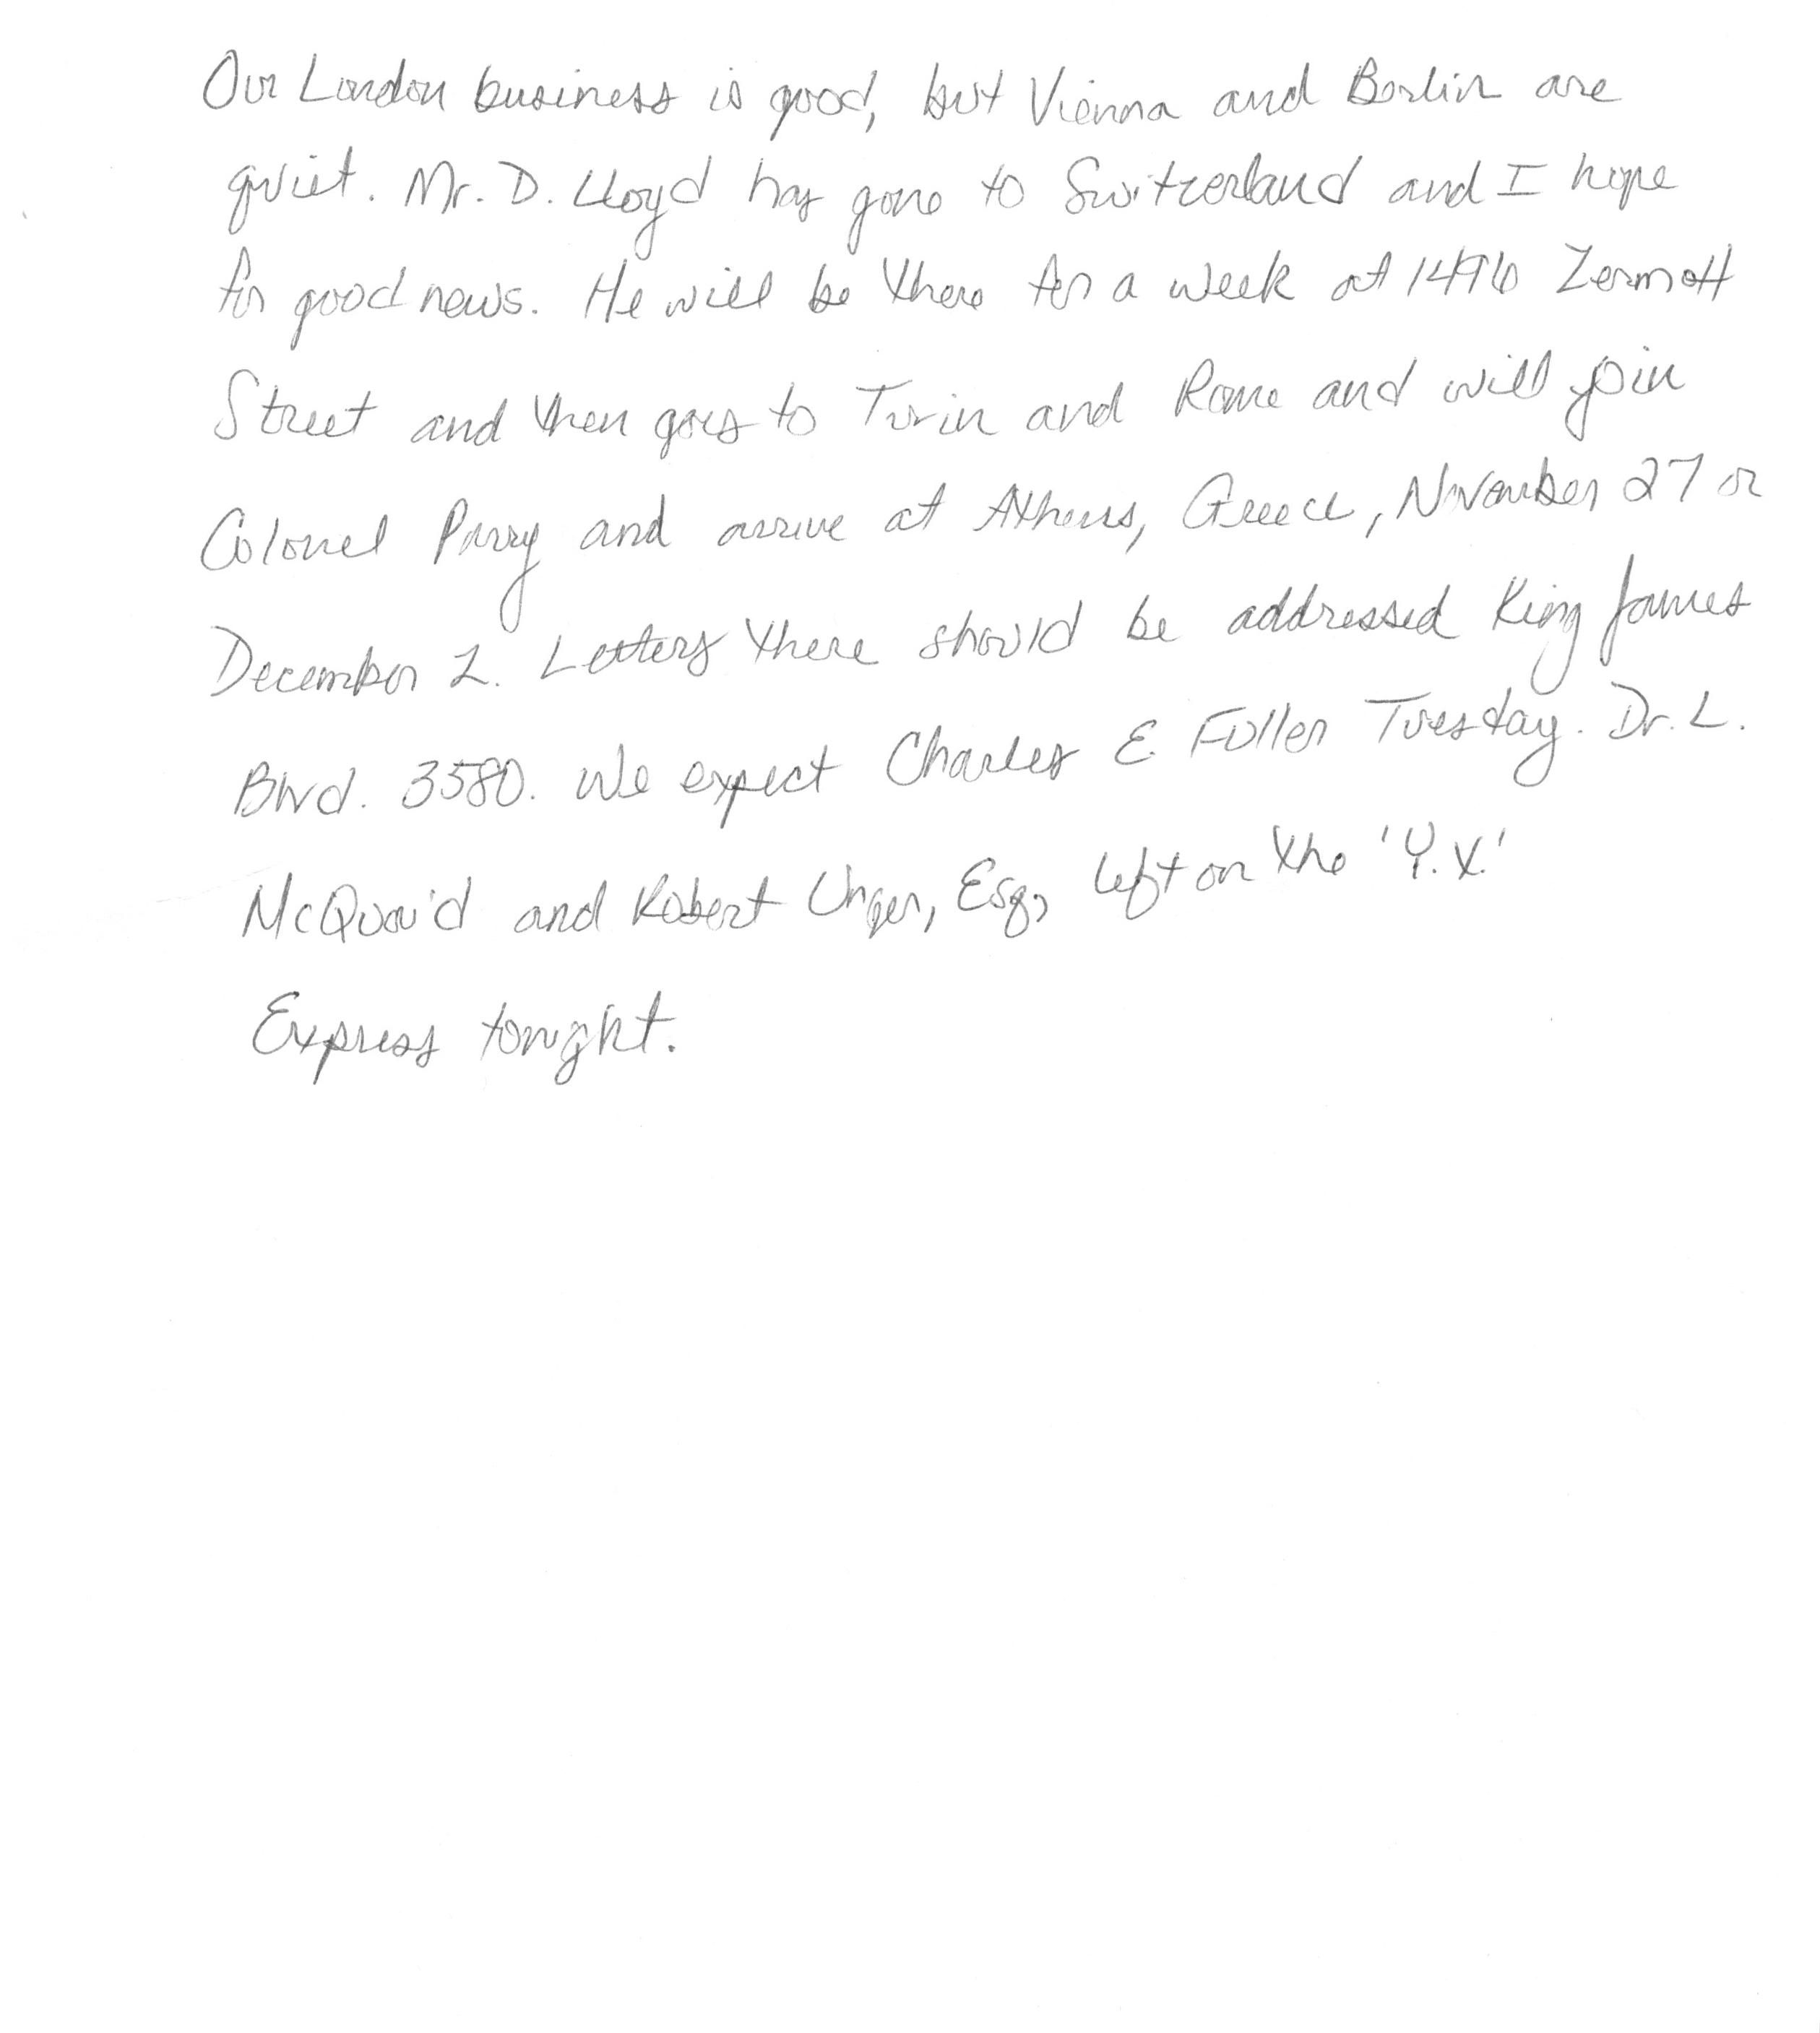 Our London business is good, but Vienna and Berlin are
quiet. Mr. D. Lloyd has gone to Switzerland and I hope
for good news. He will be there for a week at 1496 Zermott
Street and then goes to Turin and Rome and will join
Colonel Parry and arrive at Athens, Greece, November 27 or
December 2. Letters there should be addressed King James
Blvd. 3580. We expect Charles E. Fuller Tuesday. Dr. L.
McQuaid and Robert Unger, Esq., left on the 'Y.X.'
Express tonight.